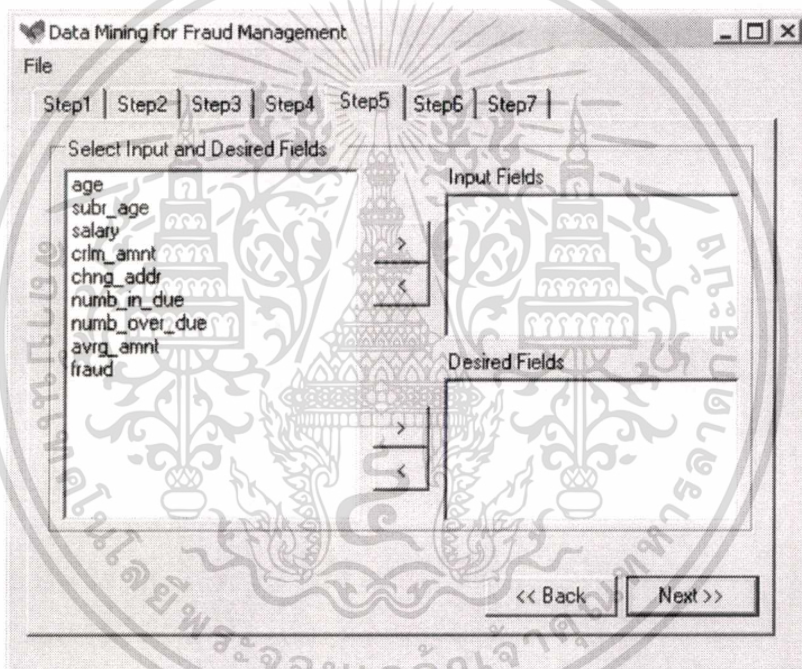 Data Mining for Fraud Management
File
Step1 Step2 Step3 Step4 Step5 Step6 Step7
Select Input and Desired Fields
age
subr_age
salary
crlm_amnt
chng_addr
numb_in_due
numb_over_due
avrg_amnt
fraud
Input Fields
>
<
Desired Fields
>
<
<< Back
Next >>